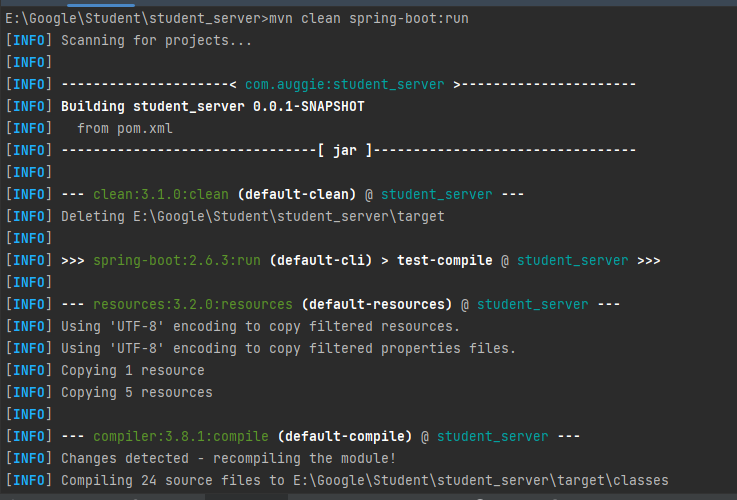 E:\Google\Student\student_server>mvn clean spring-boot:run
[INFO] Scanning for projects...
[INFO]
[INFO] ---------------------< com.auggie:student_server >----------------------
[INFO] Building student_server 0.0.1-SNAPSHOT
[INFO]   from pom.xml
[INFO] --------------------------------[ jar ]---------------------------------
[INFO]
[INFO] --- clean:3.1.0:clean (default-clean) @ student_server ---
[INFO] Deleting E:\Google\Student\student_server\target
[INFO]
[INFO] >>> spring-boot:2.6.3:run (default-cli) > test-compile @ student_server >>>
[INFO]
[INFO] --- resources:3.2.0:resources (default-resources) @ student_server ---
[INFO] Using 'UTF-8' encoding to copy filtered resources.
[INFO] Using 'UTF-8' encoding to copy filtered properties files.
[INFO] Copying 1 resource
[INFO] Copying 5 resources
[INFO]
[INFO] --- compiler:3.8.1:compile (default-compile) @ student_server ---
[INFO] Changes detected - recompiling the module!
[INFO] Compiling 24 source files to E:\Google\Student\student_server\target\classes